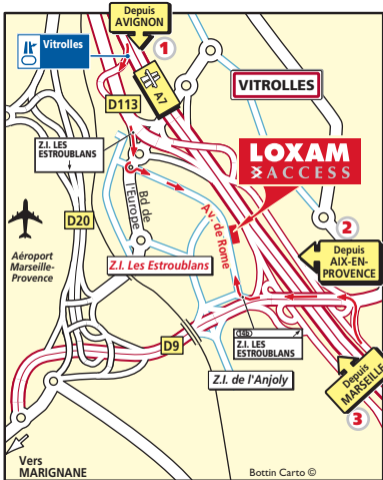 Depuis
AVIGNON
1
Vitrolles
A7
D113
VITROLLES
Z.I. LES
ESTROUBLANS
LOXAM
ACCESS
Bd de
l'Europe
Av. de Rome
D20
2
Depuis
AIX-EN-
PROVENCE
Aéroport
Marseille-
Provence
Z.I. Les Estroublans
Z.I. LES
ESTROUBLANS
D9
Z.I. de l'Anjoly
Depuis
MARSEILLE
3
Vers
MARIGNANE
Bottin Carto ©